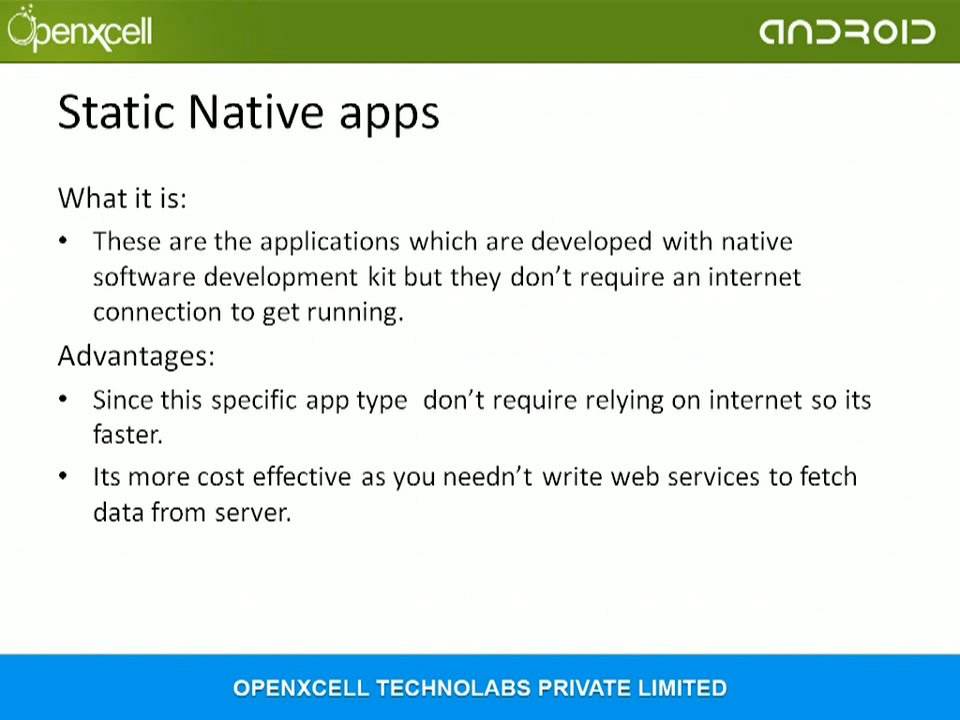 Openxcell
ANDROID
Static Native apps
What it is:
• These are the applications which are developed with native
software development kit but they don’t require an internet
connection to get running.
Advantages:
• Since this specific app type  don’t require relying on internet so its
faster.
• Its more cost effective as you needn’t write web services to fetch
data from server.
OPENXCELL TECHNOLABS PRIVATE LIMITED